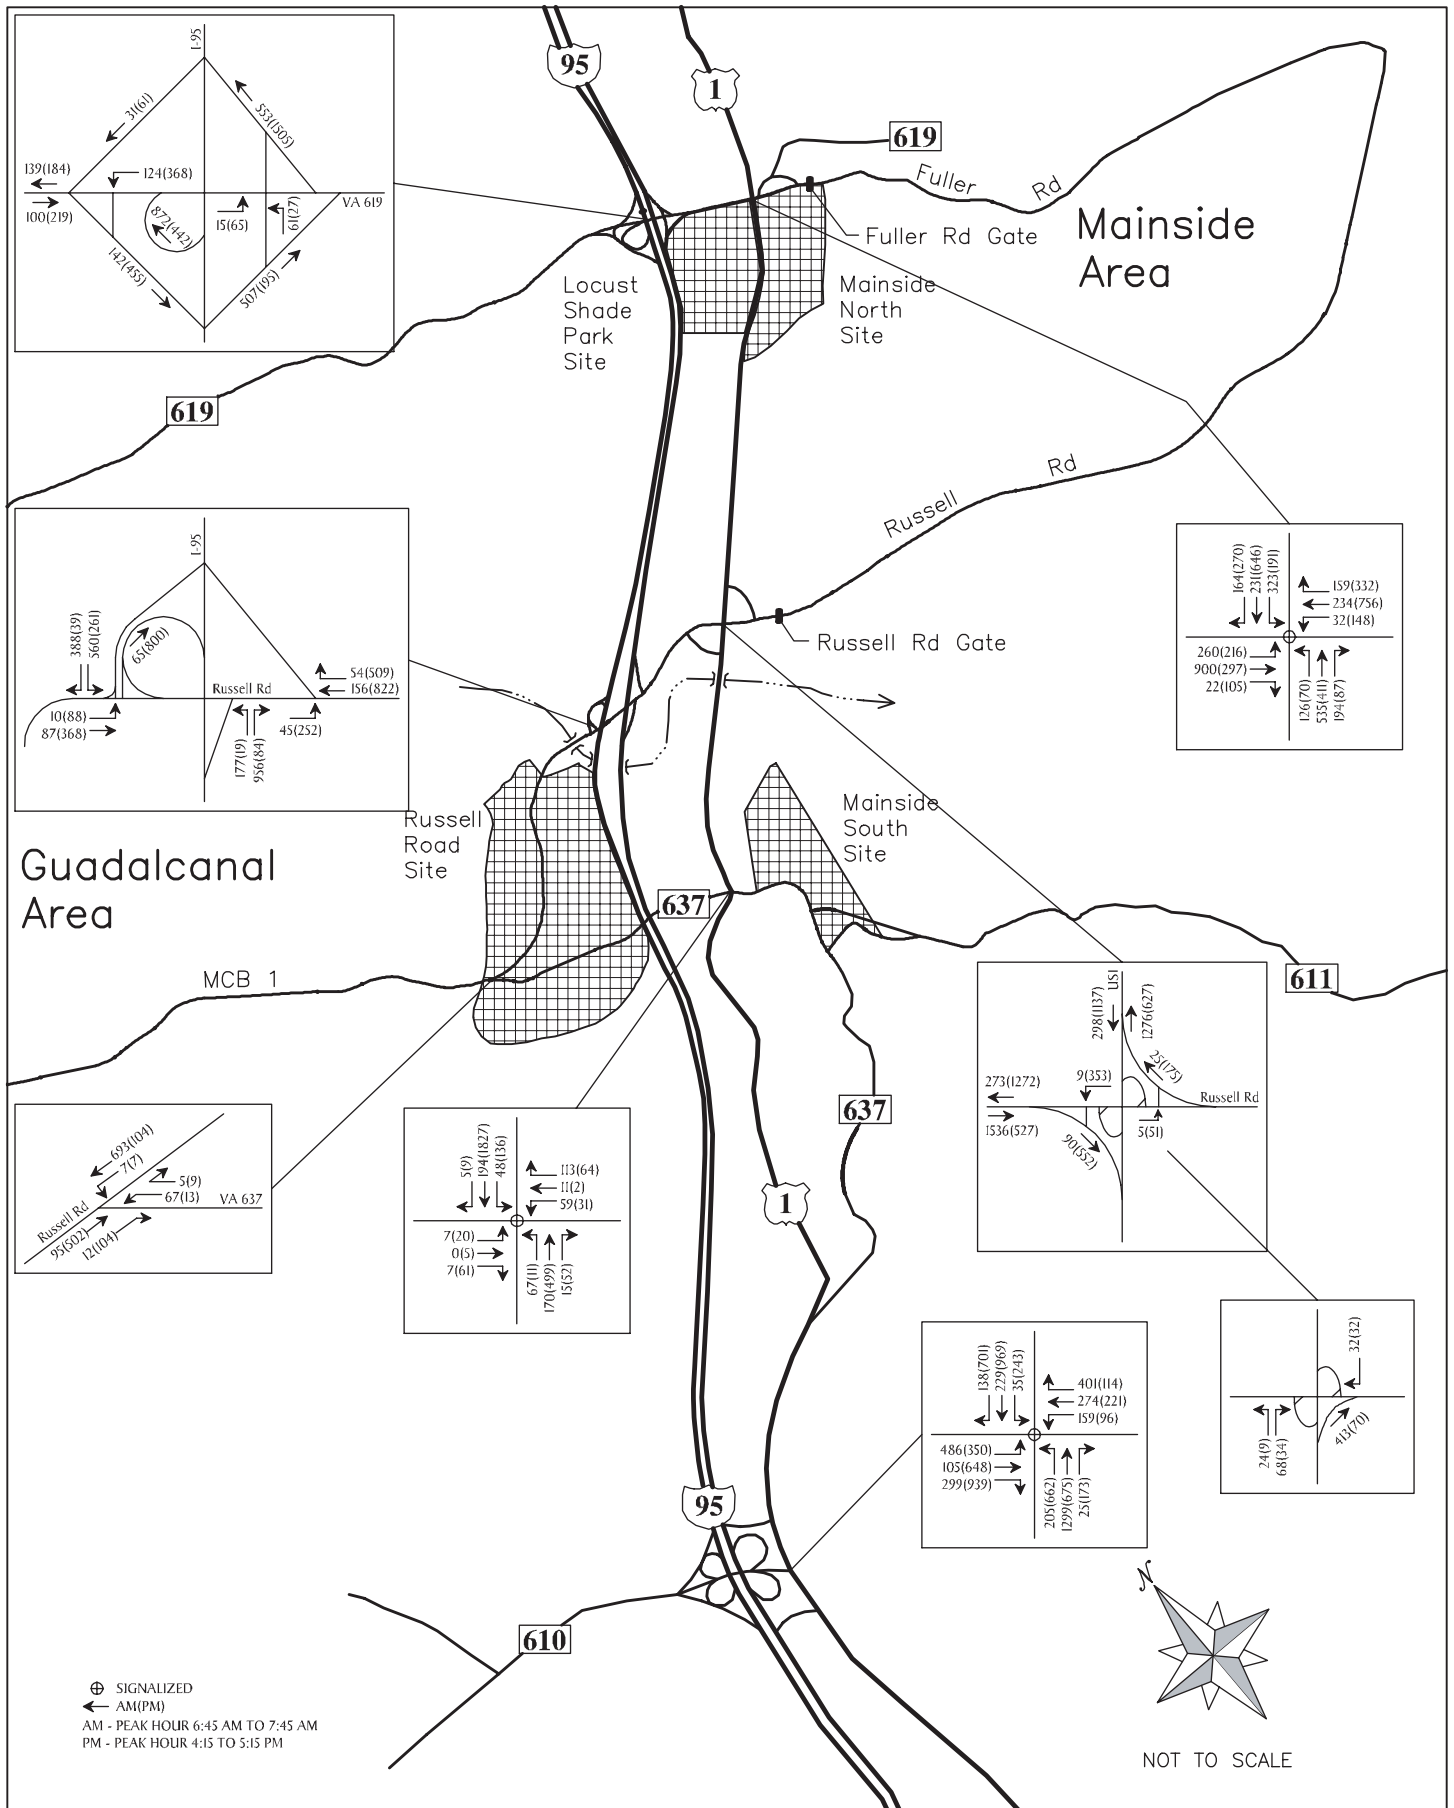 I-95
31(61)
553(1505)
139(184)
100(219)
124(368)
872(442)
15(65)
61(27)
VA 619
142(455)
507(195)
95
1
619
Fuller Rd
Fuller Rd Gate
Mainside
Area
Locust
Shade
Park
Site
Mainside
North
Site
619
Russell Rd
I-95
388(39)
560(261)
65(800)
Russell Rd
54(509)
156(822)
10(88)
87(368)
177(19)
956(84)
45(252)
164(270)
231(646)
323(191)
159(332)
234(756)
32(148)
260(216)
900(297)
22(105)
126(70)
535(411)
194(87)
Russell Rd Gate
Russell
Road
Site
Mainside
South
Site
Guadalcanal
Area
637
MCB 1
611
US1
298(1137)
1276(627)
25(175)
273(1272)
1536(527)
9(353)
Russell Rd
5(51)
90(552)
693(104)
7(7)
5(9)
67(13)
VA 637
Russell Rd
95(502)
12(104)
5(9)
194(1827)
48(136)
113(64)
11(2)
59(31)
7(20)
0(5)
7(61)
67(11)
170(499)
15(52)
637
1
32(32)
24(9)
68(34)
413(70)
138(701)
229(969)
35(243)
401(114)
274(221)
159(96)
486(350)
105(648)
299(939)
205(662)
1299(675)
25(173)
95
610
N
SIGNALIZED
AM(PM)
AM - PEAK HOUR 6:45 AM TO 7:45 AM
PM - PEAK HOUR 4:15 TO 5:15 PM
NOT TO SCALE